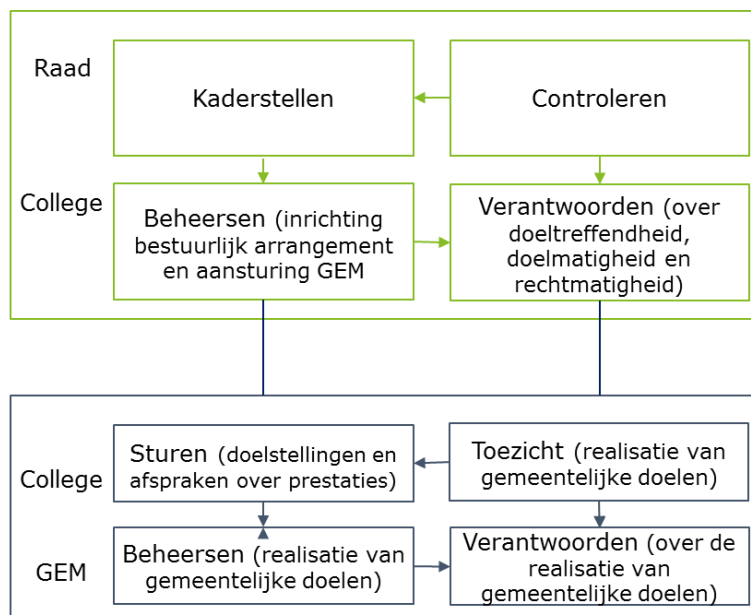 Raad
Kaderstellen
Controleren
College
Beheersen (inrichting
bestuurlijk arrangement
en aansturing GEM
Verantwoorden (over
doeltreffendheid,
doelmatigheid en
rechtmatigheid)
College
Sturen (doelstellingen en
afspraken over prestaties)
Toezicht (realisatie van
gemeentelijke doelen)
GEM
Beheersen (realisatie van
gemeentelijke doelen)
Verantwoorden (over de
realisatie van
gemeentelijke doelen)